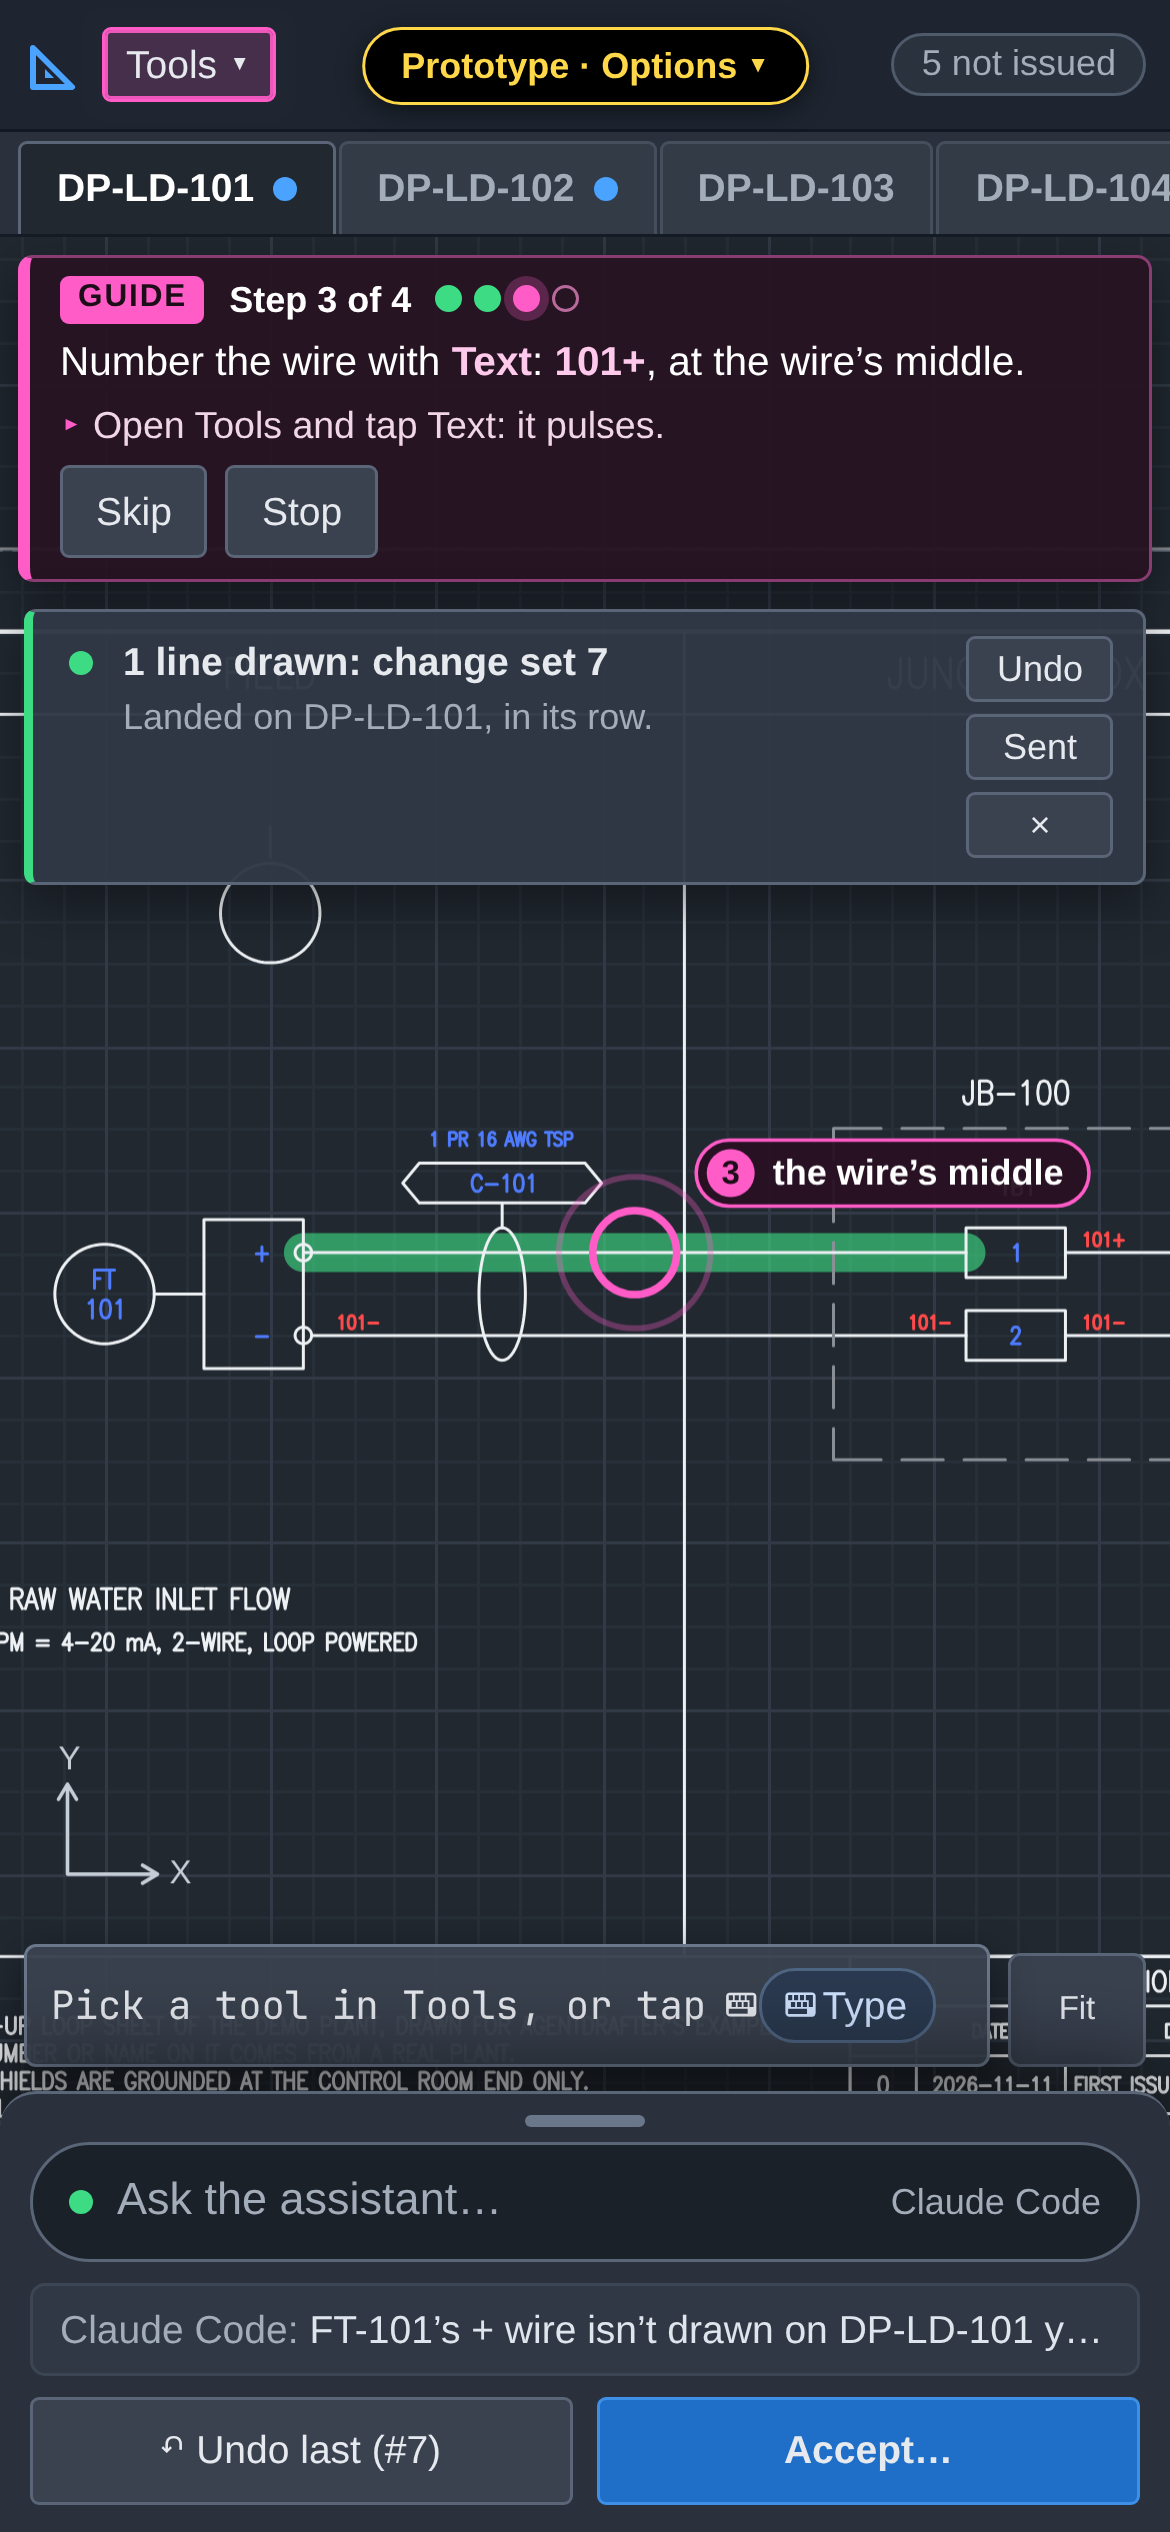 Tools ▼
Prototype · Options ▼
5 not issued
DP-LD-101
DP-LD-102
DP-LD-103
DP-LD-104
GUIDE Step 3 of 4
Number the wire with Text: 101+, at the wire’s middle.
▸ Open Tools and tap Text: it pulses.
Skip
Stop
1 line drawn: change set 7
Landed on DP-LD-101, in its row.
Undo
Sent
×
JB-100
1 PR 16 AWG TSP
C-101
3 the wire’s middle
FT
101
+
1
101+
−
101-
101-
2
101-
RAW WATER INLET FLOW
PM = 4-20 mA, 2-WIRE, LOOP POWERED
Y
X
Pick a tool in Tools, or tap ⌨
⌨ Type
Fit
HIELDS ARE GROUNDED AT THE CONTROL ROOM END ONLY.
0
2026-11-11
FIRST ISSU
Ask the assistant…
Claude Code
Claude Code: FT-101’s + wire isn’t drawn on DP-LD-101 y…
↶ Undo last (#7)
Accept…